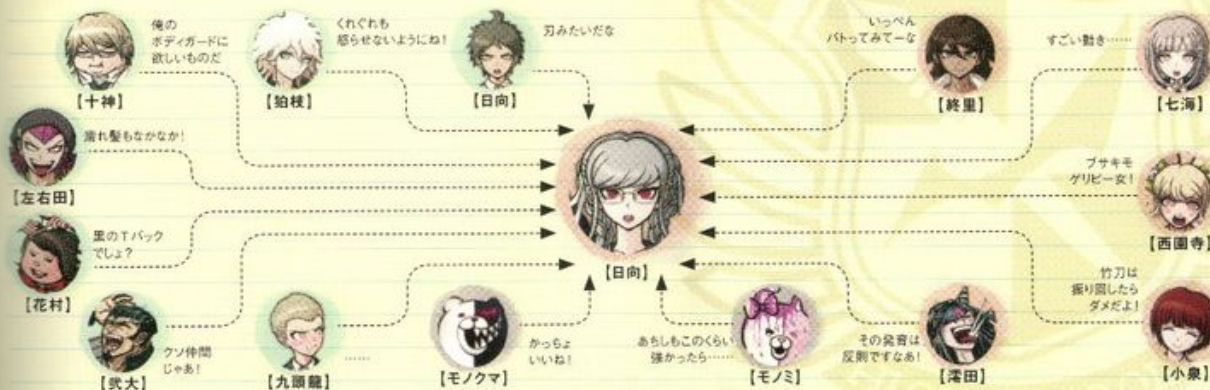 俺の
ボディガードに
欲しいものだ
【十神】
くれぐれも
怒らせないようにね!
【狛枝】
刃みたいだな
【日向】
いっぺん
バトってみてーな
【終里】
すごい動き……
【七海】
濡れ髪もなかなか!
【左右田】
ブサキモ
ゲリピー女!
【西園寺】
黒のTバック
でしょ?
【花村】
【日向】
竹刀は
振り回したら
ダメだよ!
【小泉】
クソ仲間
じゃあ!
【弐大】
……
【九頭龍】
かっちょ
いいね!
【モノクマ】
あちしもこのくらい
強かったら……
【モノミ】
その発育は
反則ですなあ!
【澪田】